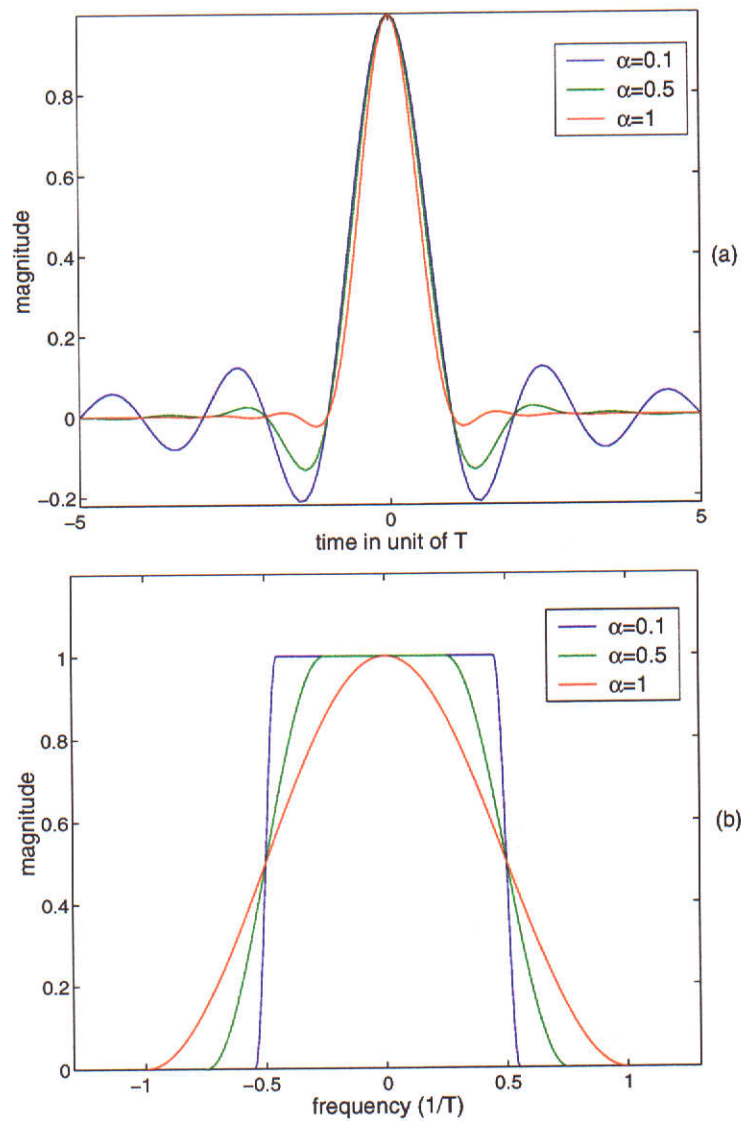 α=0.1
α=0.5
α=1
0.8
0.6
0.4
0.2
0
−0.2
magnitude
(a)
−5
0
5
time in unit of T
α=0.1
α=0.5
α=1
1
0.8
0.6
0.4
0.2
0
magnitude
(b)
−1
−0.5
0
0.5
1
frequency (1/T)